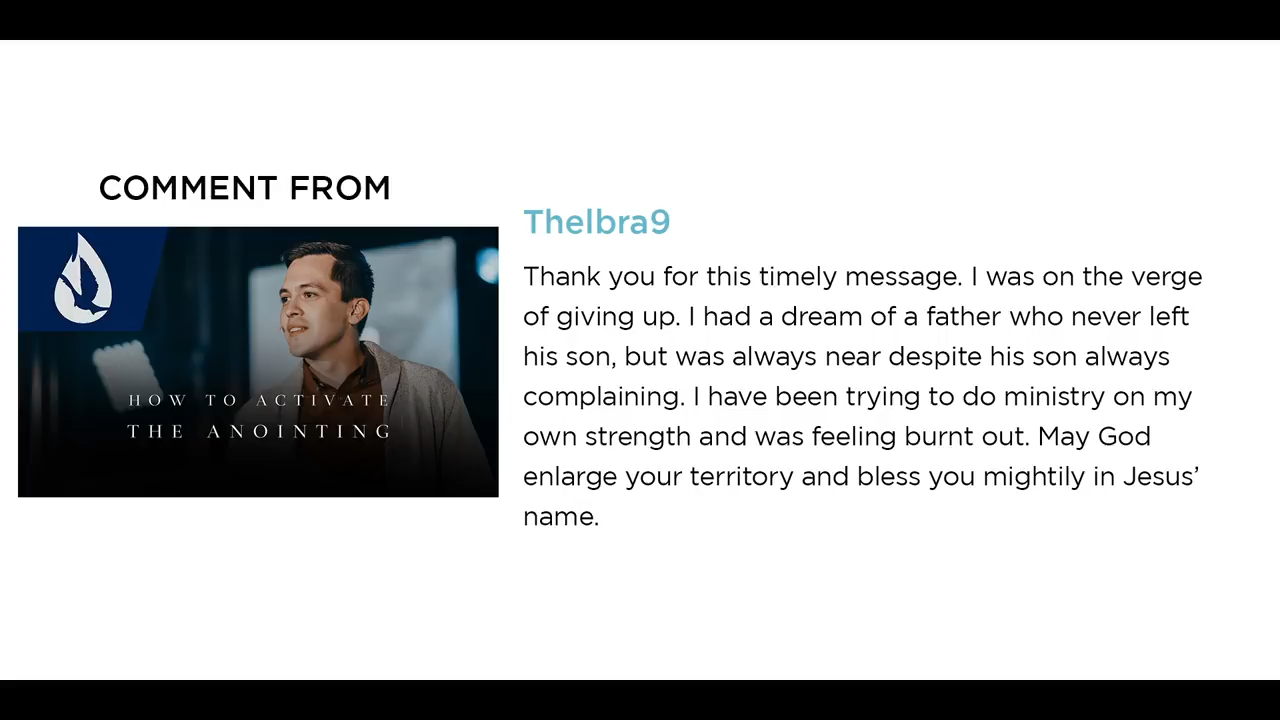 COMMENT FROM
HOW TO ACTIVATE
THE ANOINTING
Thelbra9
Thank you for this timely message. I was on the verge
of giving up. I had a dream of a father who never left
his son, but was always near despite his son always
complaining. I have been trying to do ministry on my
own strength and was feeling burnt out. May God
enlarge your territory and bless you mightily in Jesus’
name.